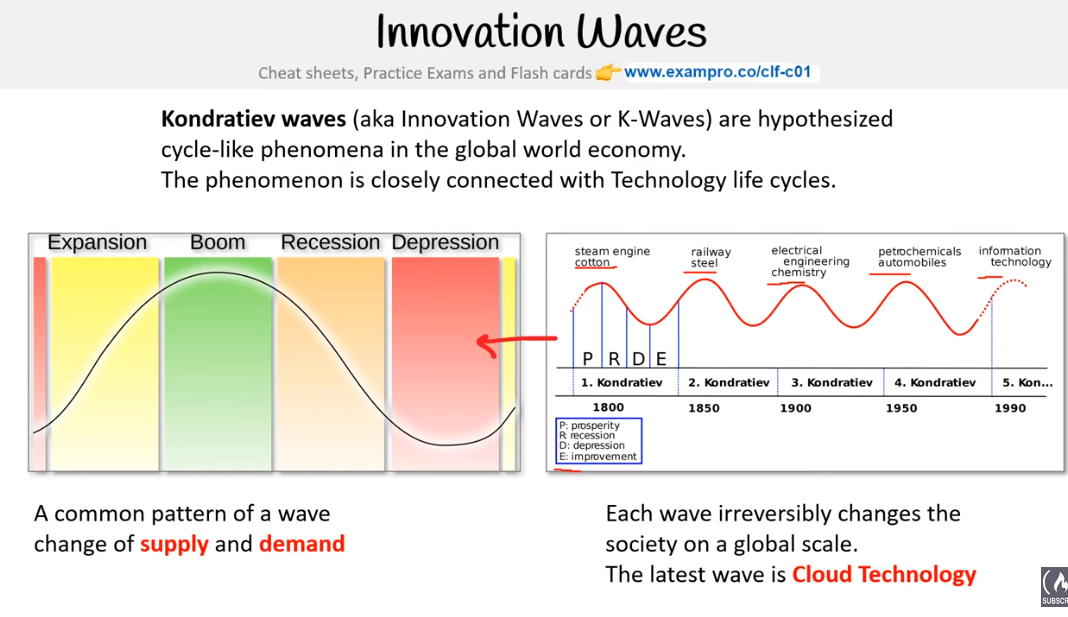 Innovation Waves
Cheat sheets, Practice Exams and Flash cards 👉 www.exampro.co/clf-c01
Kondratiev waves (aka Innovation Waves or K-Waves) are hypothesized
cycle-like phenomena in the global world economy.
The phenomenon is closely connected with Technology life cycles.
Expansion Boom Recession Depression
steam engine
cotton
railway
steel
electrical
engineering
chemistry
petrochemicals
automobiles
information
technology
P R D E
1. Kondratiev 2. Kondratiev 3. Kondratiev 4. Kondratiev 5. Kon...
1800 1850 1900 1950 1990
P: prosperity
R: recession
D: depression
E: improvement
A common pattern of a wave
change of supply and demand
Each wave irreversibly changes the
society on a global scale.
The latest wave is Cloud Technology
SUBSCR